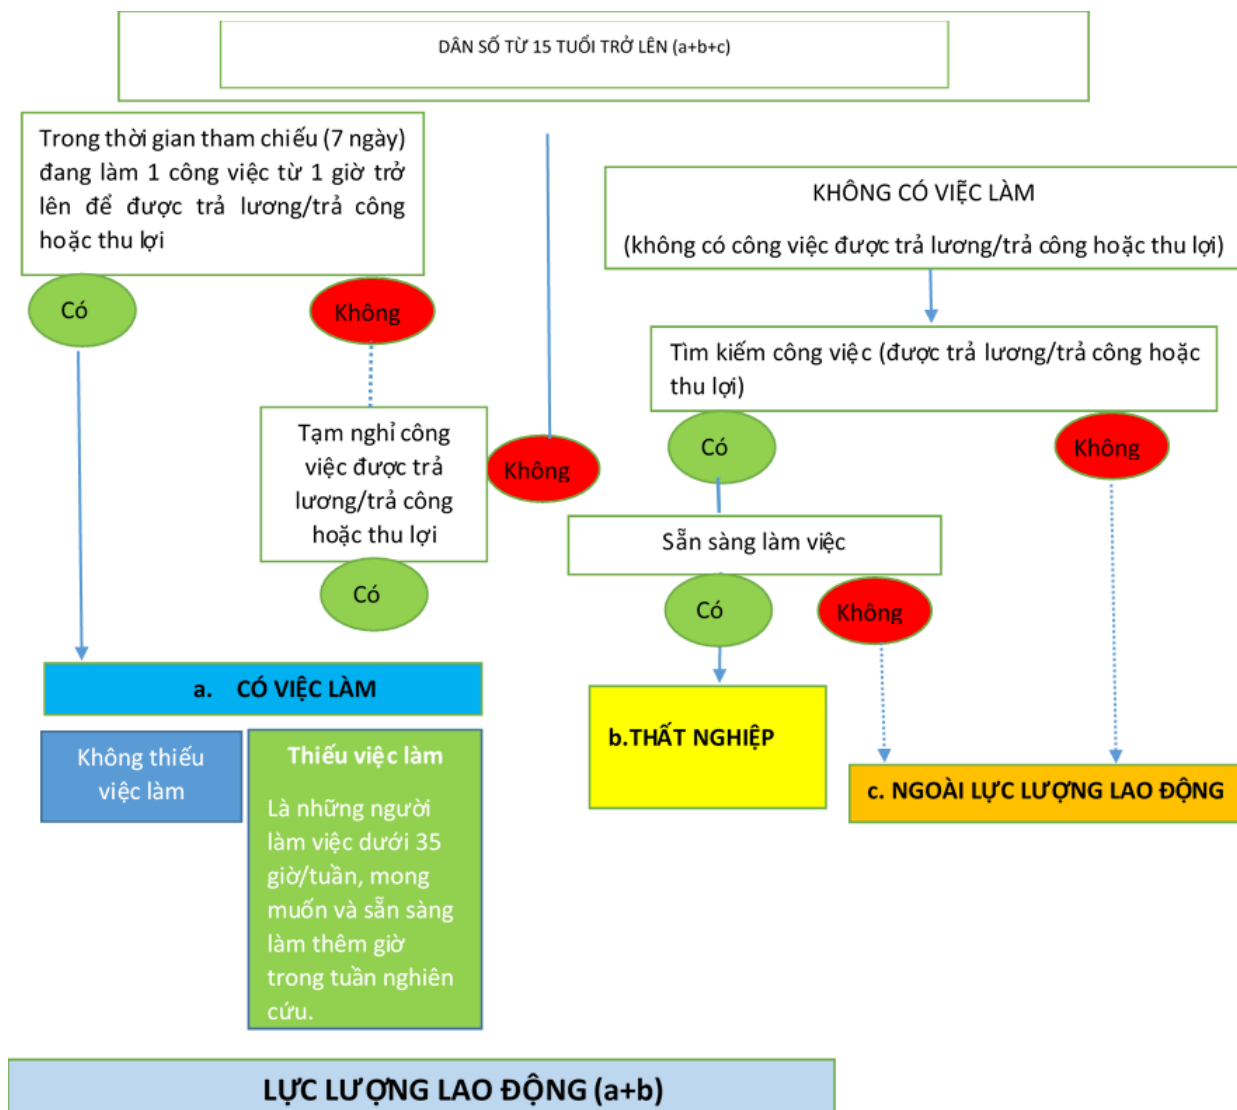 DÂN SỐ TỪ 15 TUỔI TRỞ LÊN (a+b+c)
Trong thời gian tham chiếu (7 ngày)
đang làm 1 công việc từ 1 giờ trở
lên để được trả lương/trả công
hoặc thu lợi
Có
Không
Tạm nghỉ công
việc được trả
lương/trả công
hoặc thu lợi
Không
Có
KHÔNG CÓ VIỆC LÀM
(không có công việc được trả lương/trả công hoặc thu lợi)
Tìm kiếm công việc (được trả lương/trả công hoặc
thu lợi)
Có
Không
Sẵn sàng làm việc
Có
Không
a. CÓ VIỆC LÀM
Không thiếu
việc làm
Thiếu việc làm
Là những người
làm việc dưới 35
giờ/tuần, mong
muốn và sẵn sàng
làm thêm giờ
trong tuần nghiên
cứu.
b.THẤT NGHIỆP
c. NGOÀI LỰC LƯỢNG LAO ĐỘNG
LỰC LƯỢNG LAO ĐỘNG (a+b)